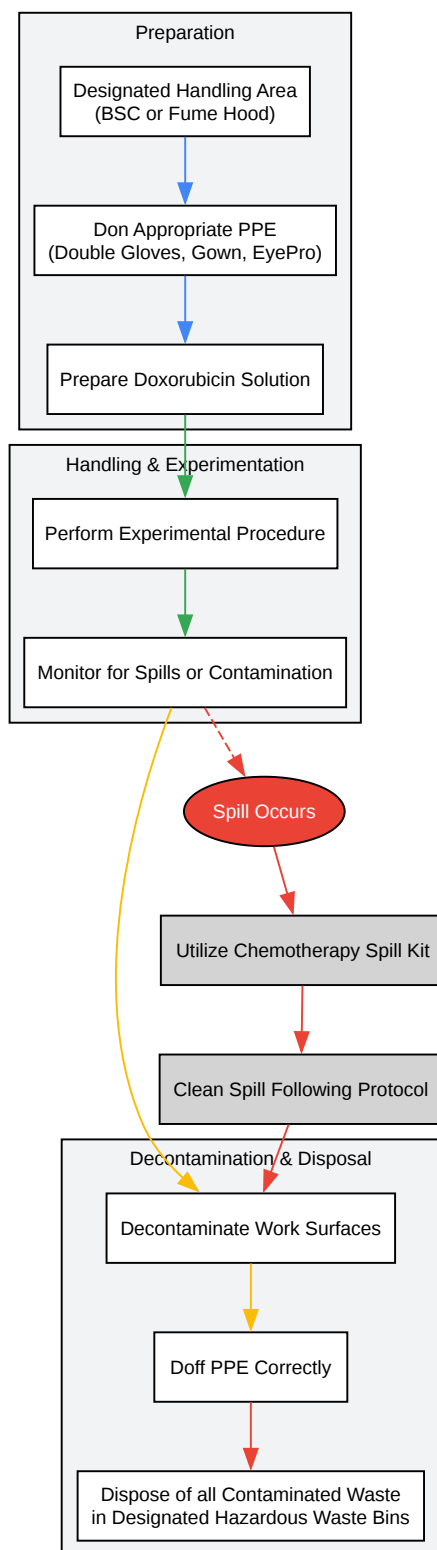 Preparation
Designated Handling Area
(BSC or Fume Hood)
Don Appropriate PPE
(Double Gloves, Gown, EyePro)
Prepare Doxorubicin Solution
Handling & Experimentation
Perform Experimental Procedure
Monitor for Spills or Contamination
Spill Occurs
Utilize Chemotherapy Spill Kit
Clean Spill Following Protocol
Decontamination & Disposal
Decontaminate Work Surfaces
Doff PPE Correctly
Dispose of all Contaminated Waste
in Designated Hazardous Waste Bins